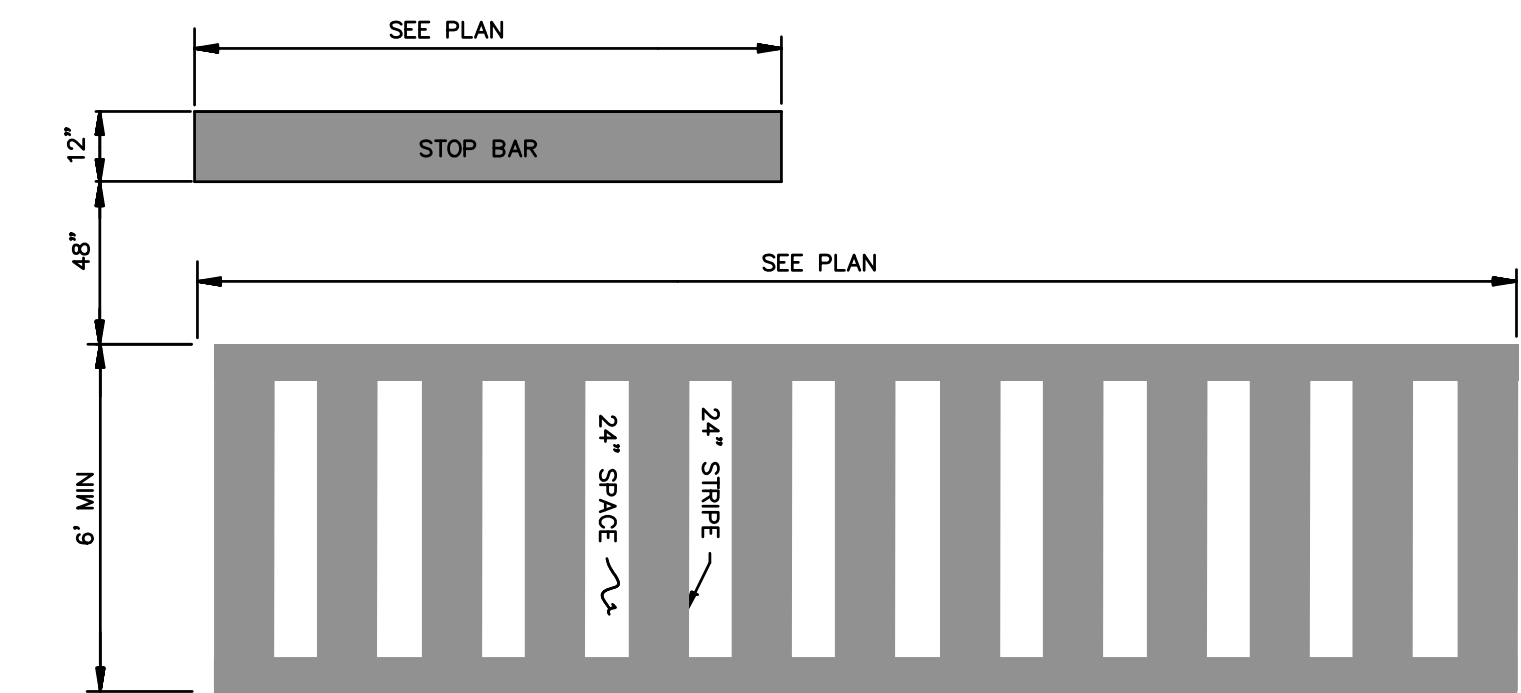 SEE PLAN
12"
STOP BAR
48"
SEE PLAN
6' MIN
24" SPACE
24" STRIPE